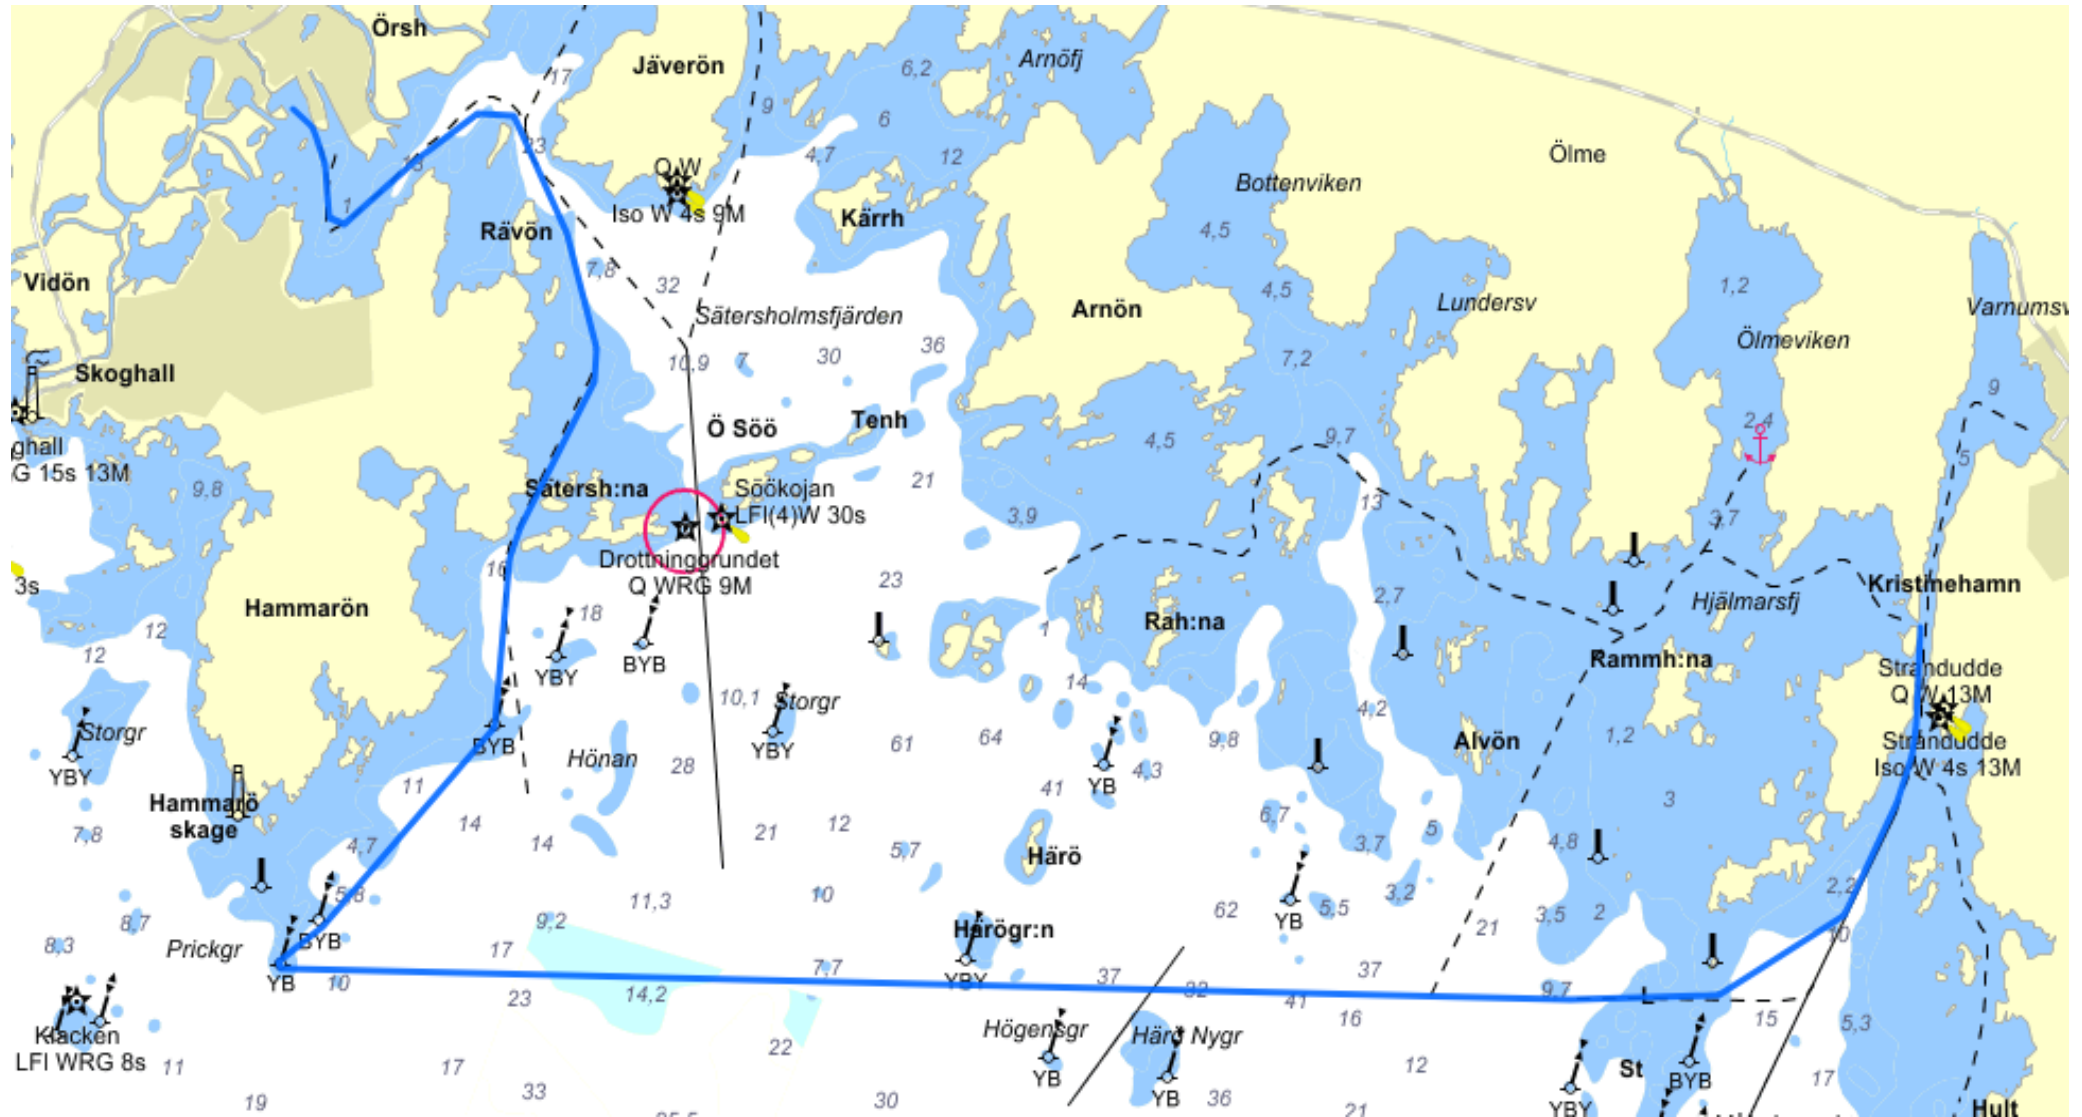 Örsh
Jäverön
17
Arnöfj
6,2
9
6
23
Q W
4,7
12
Ölme
13
Bottenviken
1
Iso W 4s 9M
Kärrh
Rävön
4,5
7,8
32
Vidön
4,5
1,2
Lundersv
Varnumsv
Sätersholmsfjärden
Arnön
Ölmeviken
36
30
10,9
7
7,2
Skoghall
9
Ö Söö
Tenh
2,4
ghall
4,5
9,7
5
G 15s 13M
21
9,8
Sätersh:na
Söökojan
LFl(4)W 30s
13
3,9
3,7
Drottninggrundet
Q WRG 9M
16
3s
23
Kristinehamn
Hammarön
2,7
Hjälmarsfj
18
12
1
Rah:na
12
YBY
BYB
Rammh:na
Strandudde
Q W 13M
14
10,1
Storgr
4,2
Storgr
BYB
YBY
61
64
9,8
Alvön
1,2
Strandudde
Iso W 4s 13M
YBY
Hönan
28
4,3
11
41
YB
3
Hammarö
skage
7,8
14
21
12
6,7
5
14
4,7
5,7
Härö
3,7
4,8
5,8
10
3,2
2,2
11,3
62
5,5
3,5
2
8,7
9,2
YB
Härögr:n
21
10
8,3
Prickgr
BYB
17
7,7
37
37
YB
10
YBY
32
9,7
23
14,2
41
L
16
15
5,3
Klacken
LFl WRG 8s
Högensgr
Härö Nygr
22
11
17
12
St
BYB
17
YB
33
YB
36
19
30
21
YBY
Hult